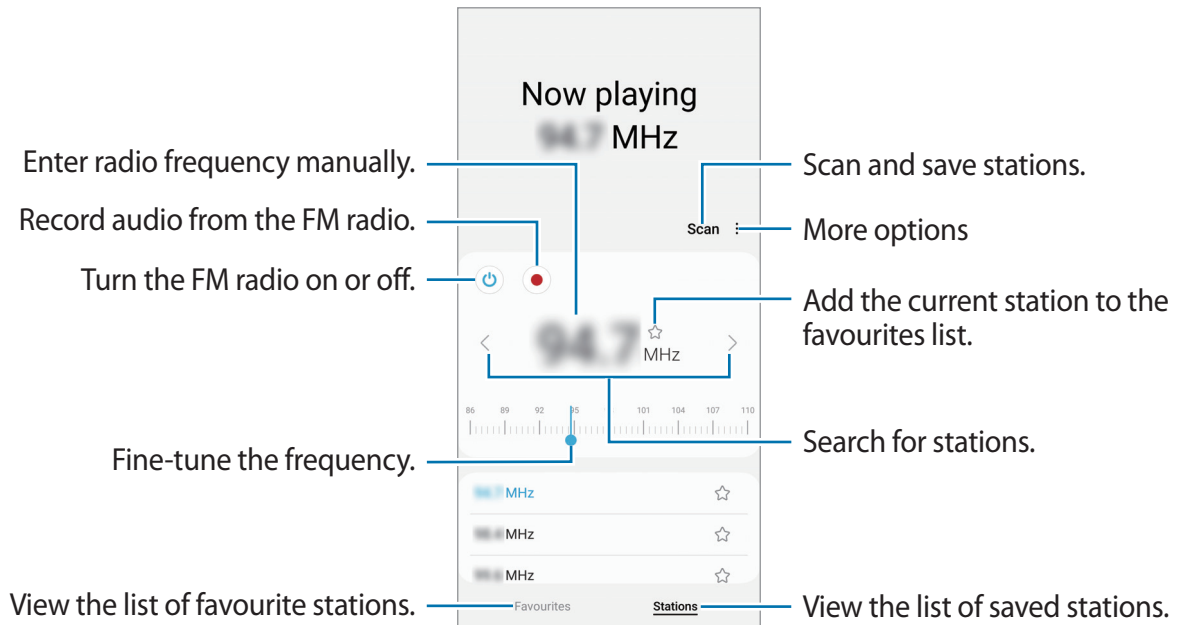 Now playing
MHz
Enter radio frequency manually.
Scan and save stations.
Record audio from the FM radio.
Scan
More options
Turn the FM radio on or off.
Add the current station to the
favourites list.
MHz
86 89 92 95 101 104 107 110
Search for stations.
Fine-tune the frequency.
MHz
MHz
MHz
View the list of favourite stations.
Favourites
Stations
View the list of saved stations.